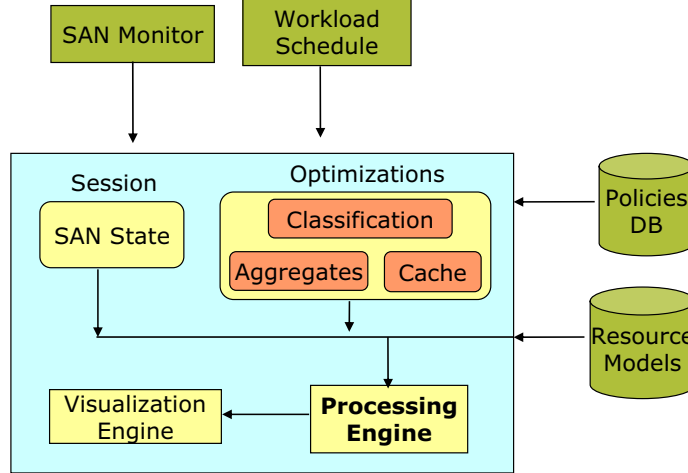 SAN Monitor
Workload
Schedule
Session
Optimizations
SAN State
Classification
Aggregates
Cache
Policies
DB
Resource
Models
Visualization
Engine
Processing
Engine